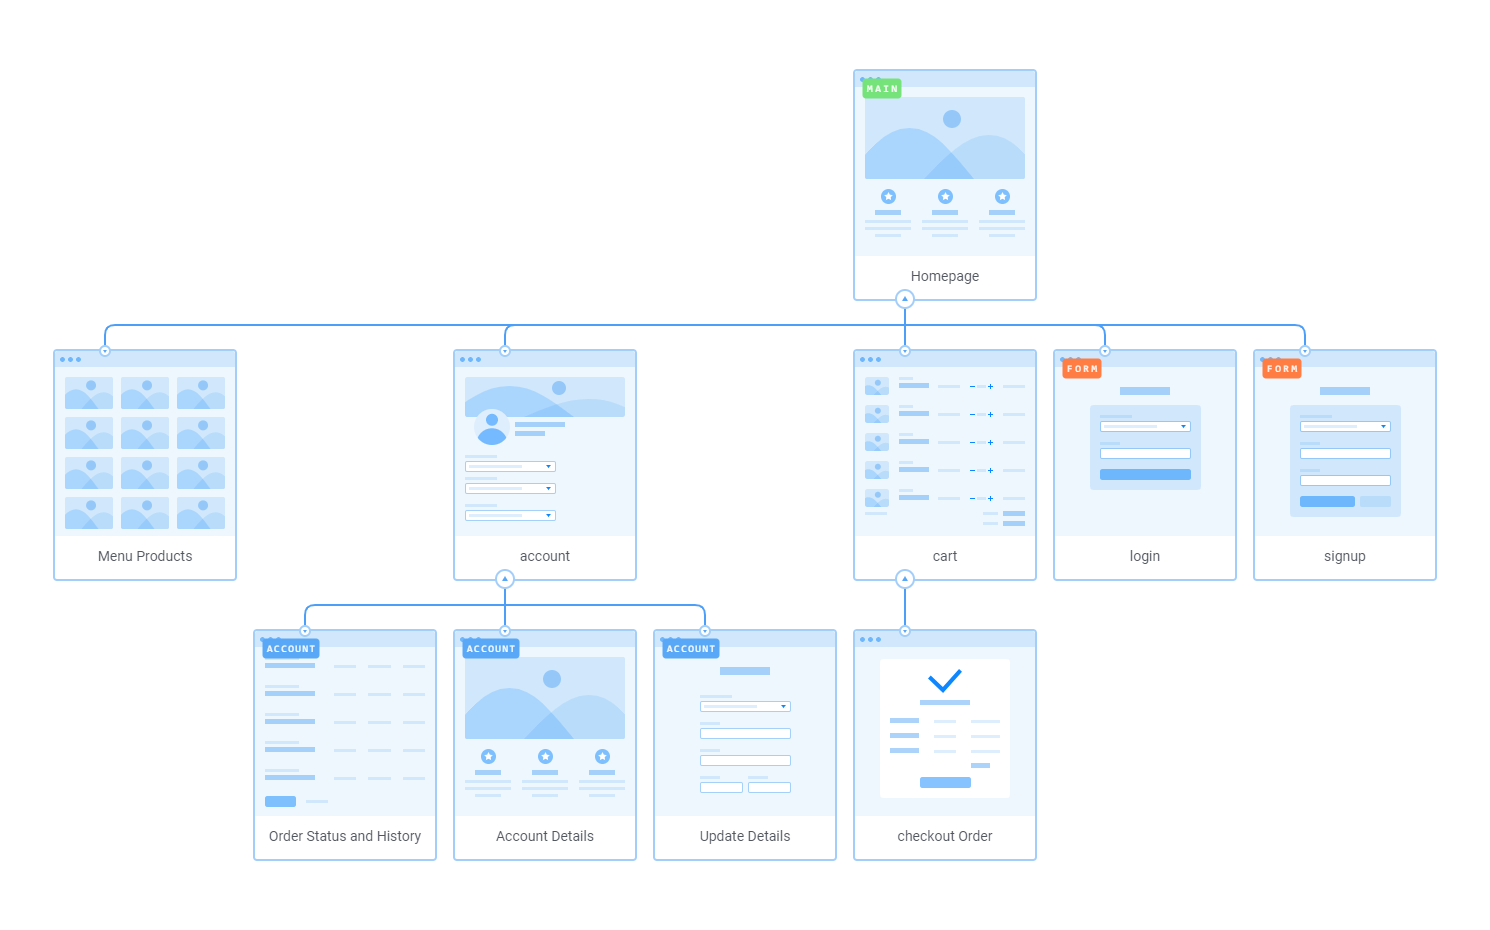 MAIN
Homepage
FORM
FORM
Menu Products
account
cart
login
signup
ACCOUNT
ACCOUNT
ACCOUNT
Order Status and History
Account Details
Update Details
checkout Order